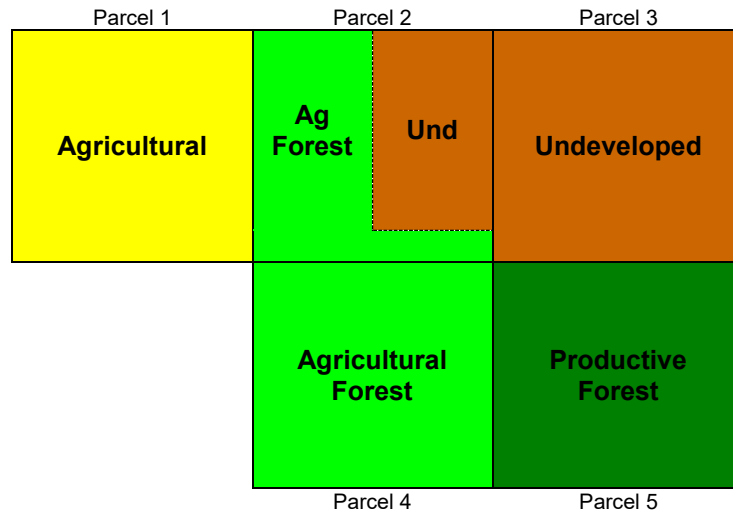 Parcel 1
Parcel 2
Parcel 3
Agricultural
Ag
Forest
Und
Undeveloped
Agricultural
Forest
Productive
Forest
Parcel 4
Parcel 5